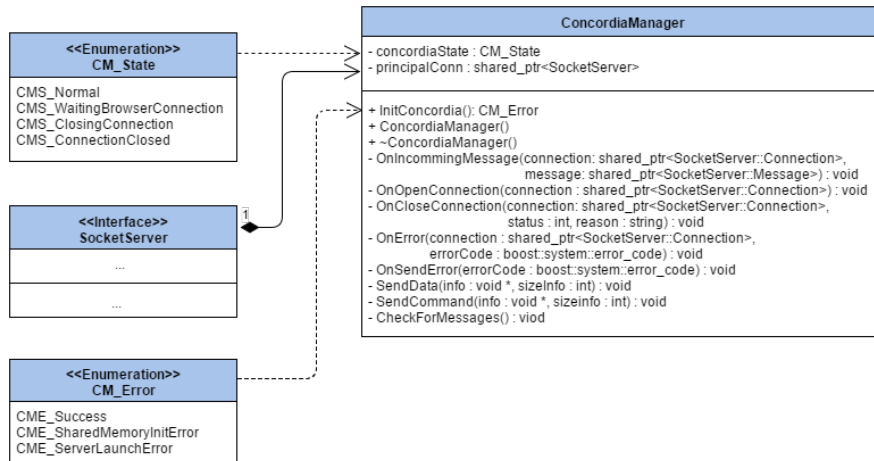 <<Enumeration>>
CM_State
CMS_Normal
CMS_WaitingBrowserConnection
CMS_ClosingConnection
CMS_ConnectionClosed
<<Interface>>
SocketServer
...
...
1
<<Enumeration>>
CM_Error
CME_Success
CME_SharedMemoryInitError
CME_ServerLaunchError
ConcordiaManager
- concordiaState : CM_State
- principalConn : shared_ptr<SocketServer>
+ InitConcordia(): CM_Error
+ ConcordiaManager()
+ ~ConcordiaManager()
- OnIncommingMessage(connection: shared_ptr<SocketServer::Connection>,
message: shared_ptr<SocketServer::Message>) : void
- OnOpenConnection(connection : shared_ptr<SocketServer::Connection>) : void
- OnCloseConnection(connection: shared_ptr<SocketServer::Connection>,
status : int, reason : string) : void
- OnError(connection : shared_ptr<SocketServer::Connection>,
errorCode : boost::system::error_code) : void
- OnSendError(errorCode : boost::system::error_code) : void
- SendData(info : void *, sizeInfo : int) : void
- SendCommand(info : void *, sizeinfo : int) : void
- CheckForMessages() : viod